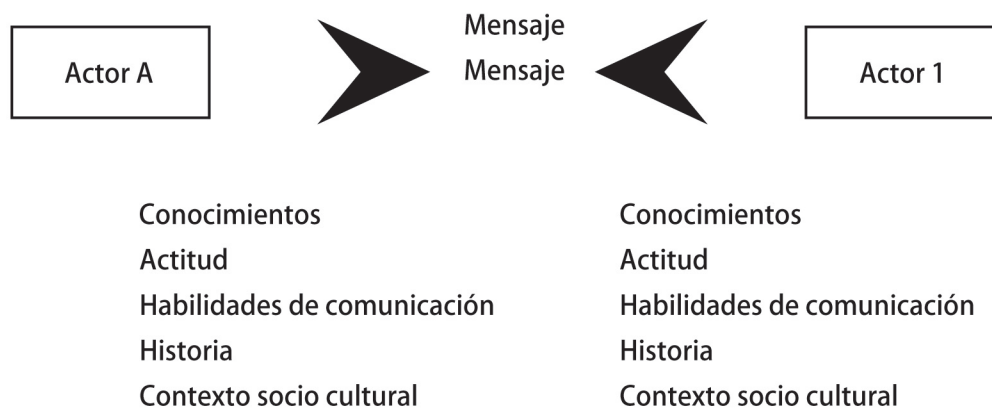 Mensaje
Actor A
Mensaje
Actor 1
Conocimientos
Actitud
Habilidades de comunicación
Historia
Contexto socio cultural
Conocimientos
Actitud
Habilidades de comunicación
Historia
Contexto socio cultural